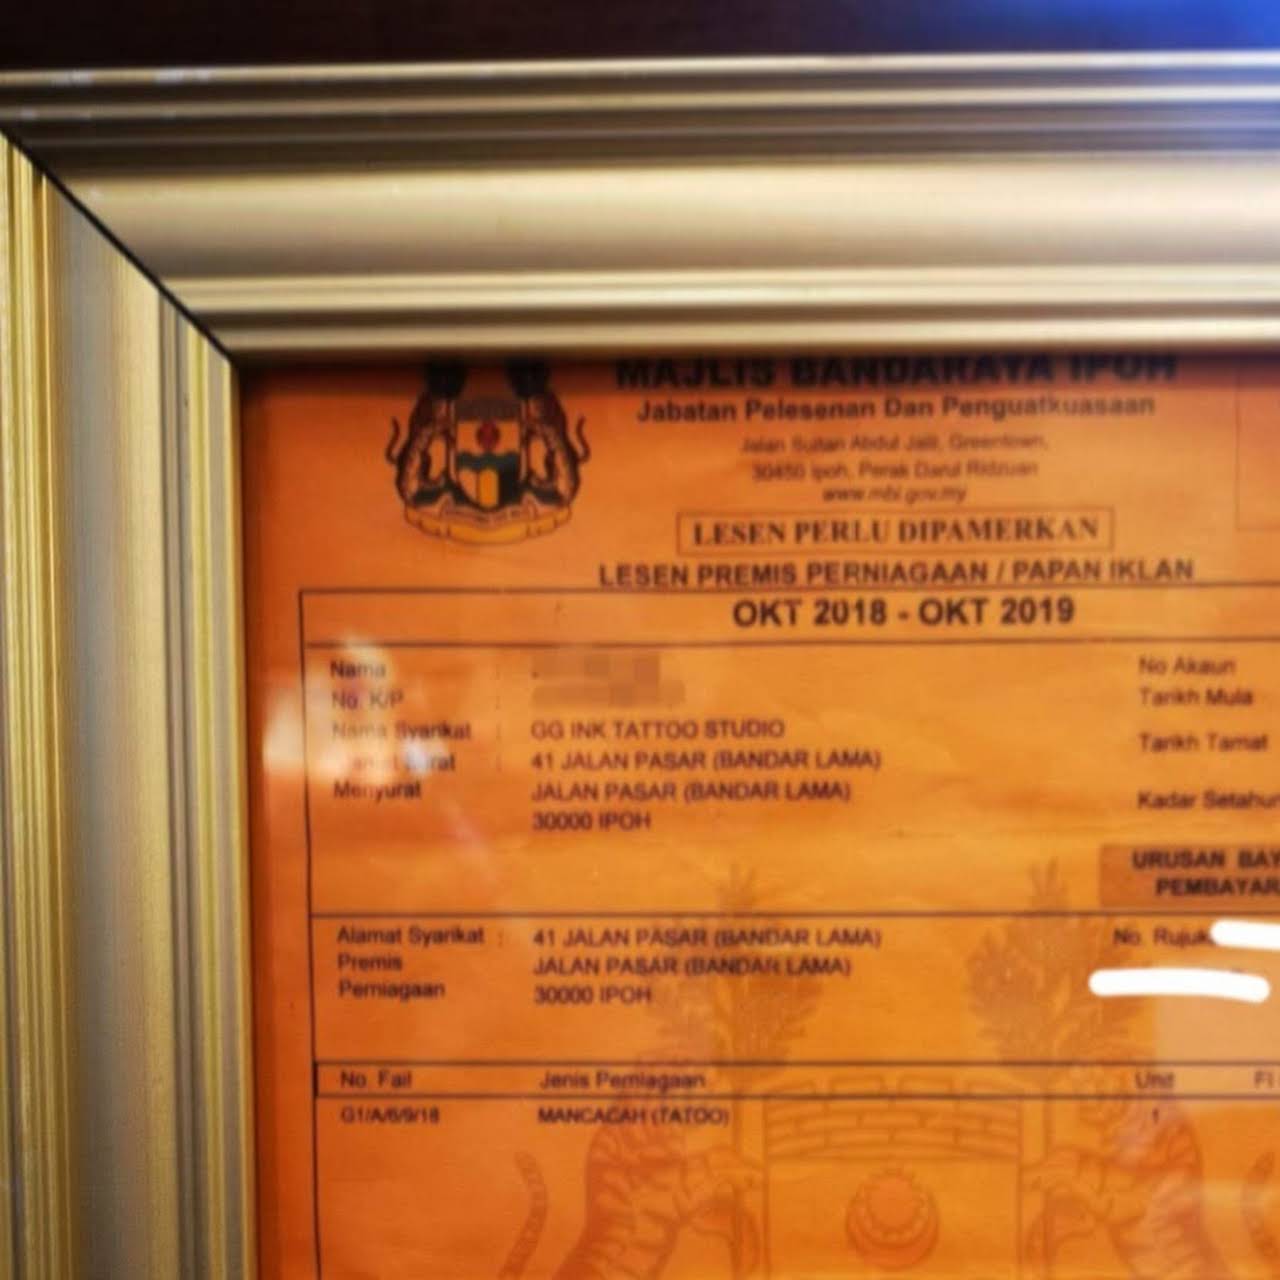 MAJLIS BANDARAYA IPOH
Jabatan Pelesenan Dan Penguatkuasaan
Jalan Sultan Abdul Jalil, Greentown,
30450 Ipoh, Perak Darul Ridzuan
www.mbi.gov.my
LESEN PERLU DIPAMERKAN
LESEN PREMIS PERNIAGAAN / PAPAN IKLAN
OKT 2018 - OKT 2019
Nama :
No. K/P
Nama Syarikat : GG INK TATTOO STUDIO
: 41 JALAN PASAR (BANDAR LAMA)
Menyurat JALAN PASAR (BANDAR LAMA)
30000 IPOH
No Akaun
Tarikh Mula
Tarikh Tamat
Kadar Setahun
URUSAN BAY
PEMBAYAR
Alamat Syarikat : 41 JALAN PASAR (BANDAR LAMA)
Premis JALAN PASAR (BANDAR LAMA)
Perniagaan 30000 IPOH
No. Rujuk
No. Fail Jenis Perniagaan Unit Fi
G1/A/6/9/18 MANCACAH (TATOO) 1